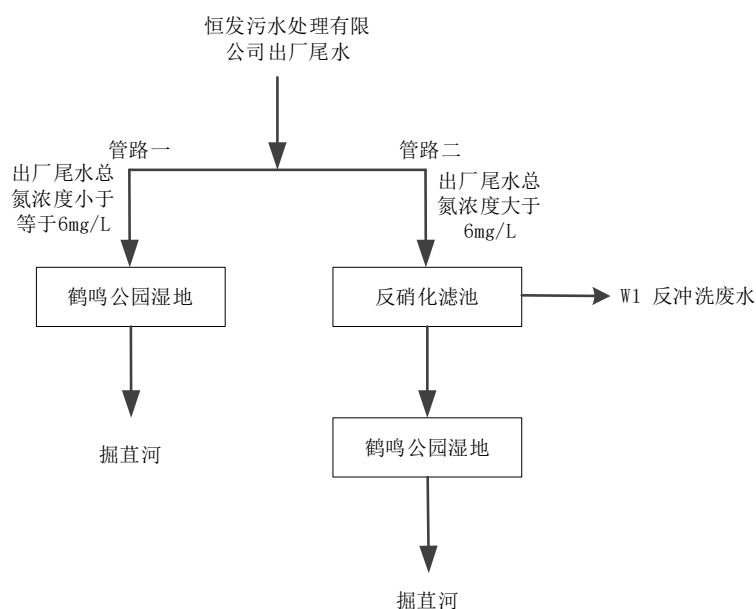 恒发污水处理有限
公司出厂尾水
管路一
管路二
出厂尾水总
氮浓度小于
等于6mg/L
出厂尾水总
氮浓度大于
6mg/L
鹤鸣公园湿地
反硝化滤池
W1 反冲洗废水
掘苴河
鹤鸣公园湿地
掘苴河